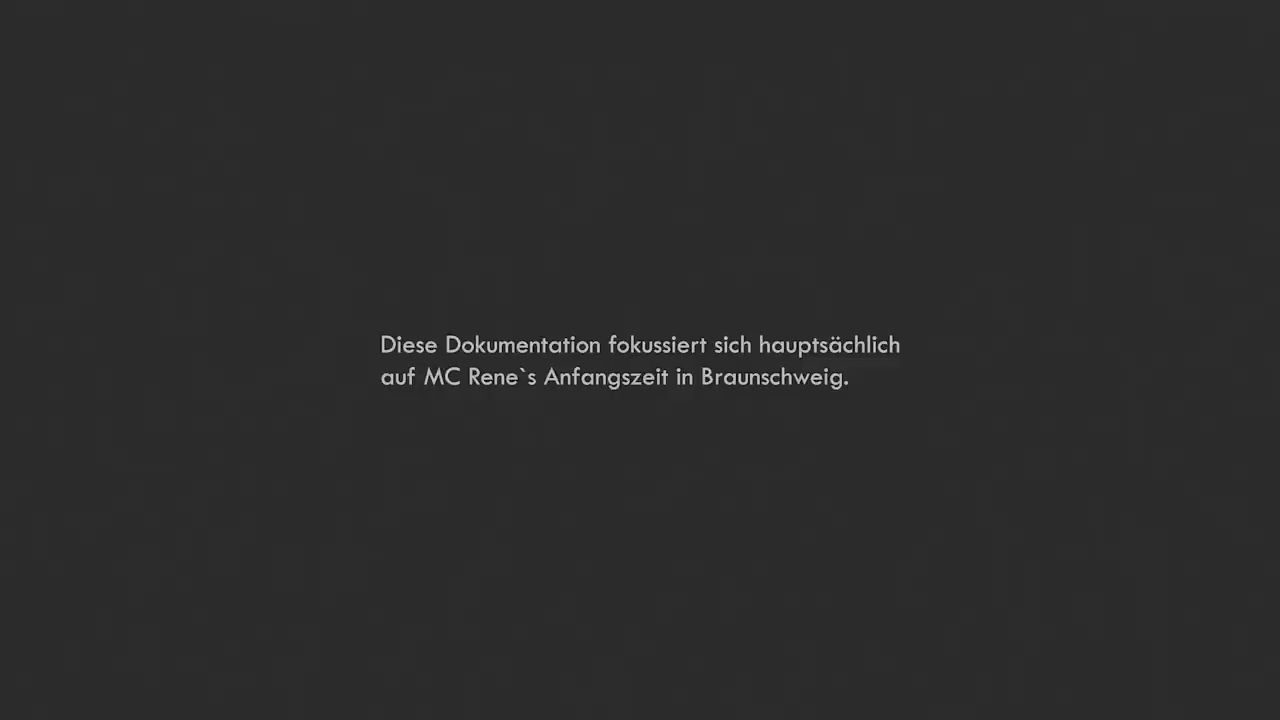 Diese Dokumentation fokussiert sich hauptsächlich
auf MC Rene`s Anfangszeit in Braunschweig.